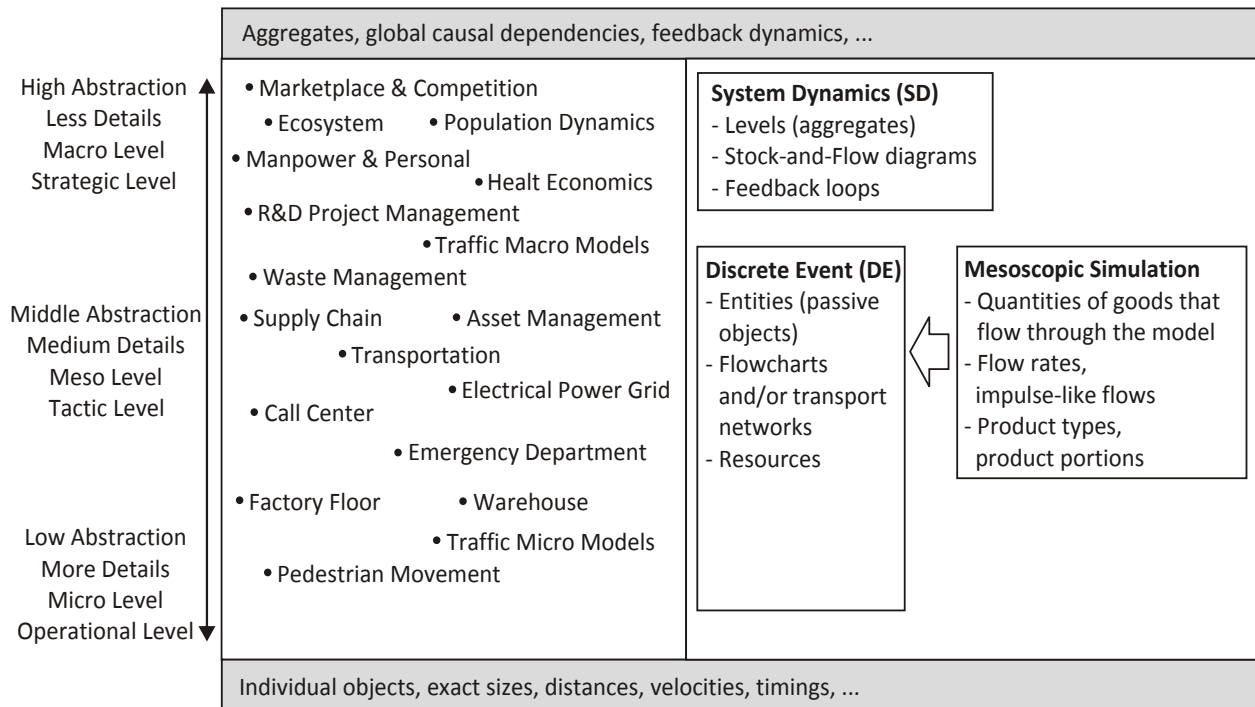 Aggregates, global causal dependencies, feedback dynamics, ...
High Abstraction
Less Details
Macro Level
Strategic Level
Middle Abstraction
Medium Details
Meso Level
Tactic Level
Low Abstraction
More Details
Micro Level
Operational Level
• Marketplace & Competition
• Ecosystem • Population Dynamics
• Manpower & Personal
• Healt Economics
• R&D Project Management
• Traffic Macro Models
• Waste Management
• Supply Chain • Asset Management
• Transportation
• Electrical Power Grid
• Call Center
• Emergency Department
• Factory Floor • Warehouse
• Traffic Micro Models
• Pedestrian Movement
System Dynamics (SD)
- Levels (aggregates)
- Stock-and-Flow diagrams
- Feedback loops
Discrete Event (DE)
- Entities (passive
objects)
- Flowcharts
and/or transport
networks
- Resources
Mesoscopic Simulation
- Quantities of goods that
flow through the model
- Flow rates,
impulse-like flows
- Product types,
product portions
Individual objects, exact sizes, distances, velocities, timings, ...